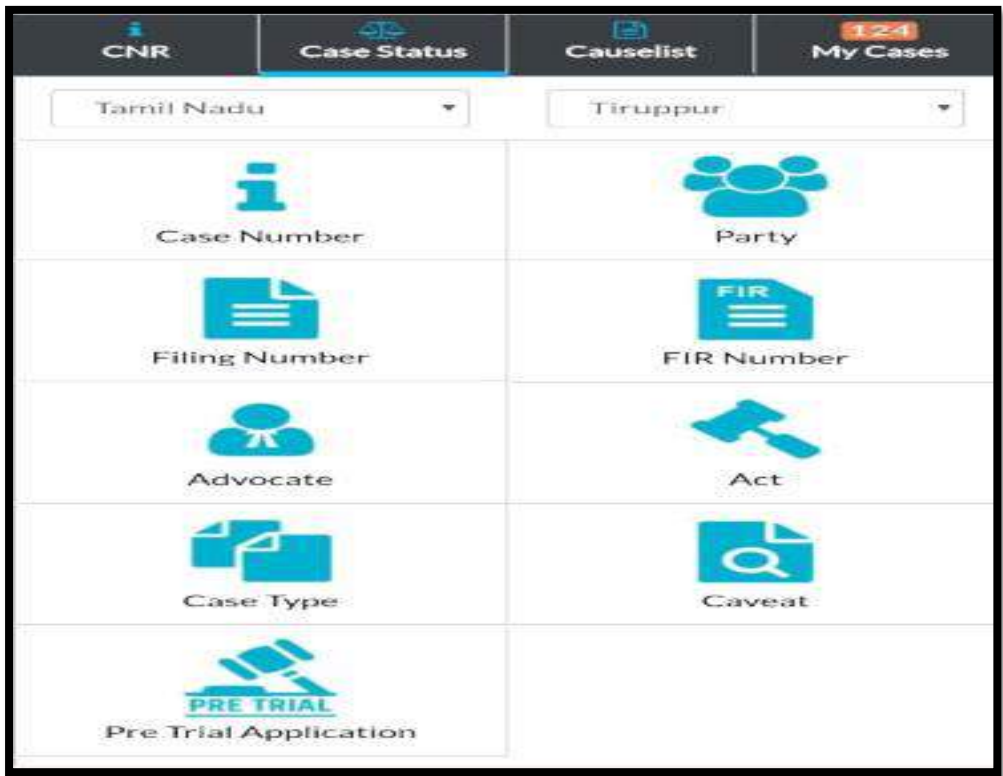 124
CNR Case Status Causelist My Cases
Tamil Nadu Tiruppur
Case Number Party
FIR
Filing Number FIR Number
Advocate Act
Case Type Caveat
PRE TRIAL
Pre Trial Application